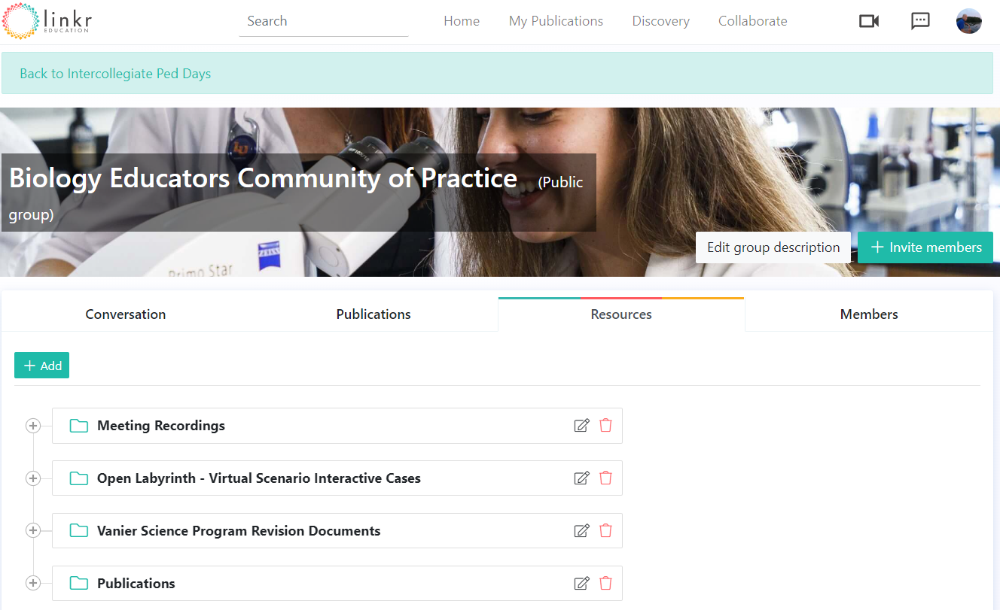 linkr
EDUCATION
Search
Home
My Publications
Discovery
Collaborate
Back to Intercollegiate Ped Days
Biology Educators Community of Practice (Public
group)
Primo Star
ZEISS
Edit group description
+ Invite members
Conversation
Publications
Resources
Members
+ Add
Meeting Recordings
Open Labyrinth - Virtual Scenario Interactive Cases
Vanier Science Program Revision Documents
Publications